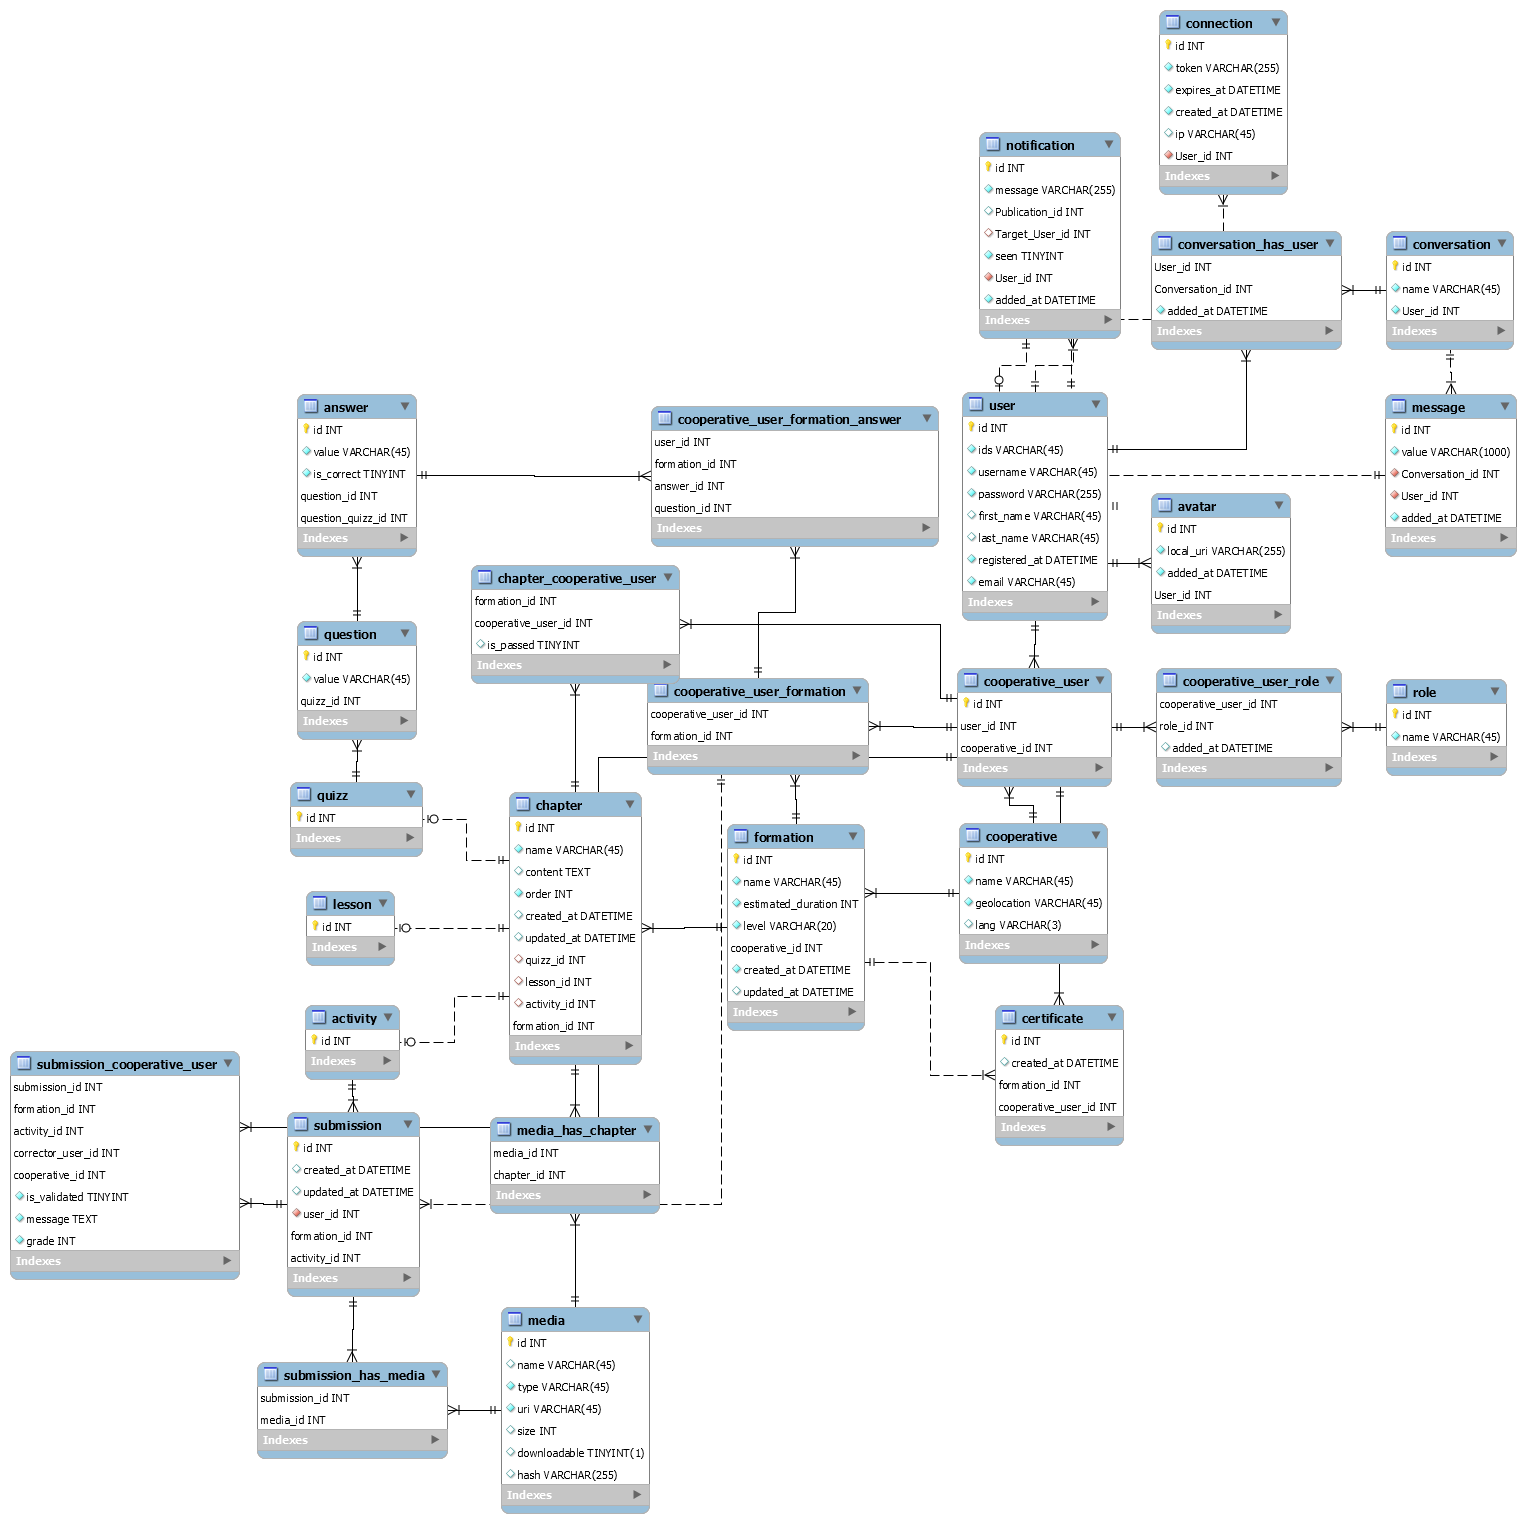 connection
id INT
token VARCHAR(255)
expires_at DATETIME
created_at DATETIME
ip VARCHAR(45)
User_id INT
Indexes
notification
id INT
message VARCHAR(255)
Publication_id INT
Target_User_id INT
seen TINYINT
User_id INT
added_at DATETIME
Indexes
conversation_has_user
User_id INT
Conversation_id INT
added_at DATETIME
Indexes
conversation
id INT
name VARCHAR(45)
User_id INT
Indexes
answer
id INT
value VARCHAR(45)
is_correct TINYINT
question_id INT
question_quizz_id INT
Indexes
cooperative_user_formation_answer
user_id INT
formation_id INT
answer_id INT
question_id INT
Indexes
user
id INT
ids VARCHAR(45)
username VARCHAR(45)
password VARCHAR(255)
first_name VARCHAR(45)
last_name VARCHAR(45)
registered_at DATETIME
email VARCHAR(45)
Indexes
message
id INT
value VARCHAR(1000)
Conversation_id INT
User_id INT
added_at DATETIME
Indexes
avatar
id INT
local_uri VARCHAR(255)
added_at DATETIME
User_id INT
Indexes
chapter_cooperative_user
formation_id INT
cooperative_user_id INT
is_passed TINYINT
Indexes
question
id INT
value VARCHAR(45)
quizz_id INT
Indexes
cooperative_user_formation
cooperative_user_id INT
formation_id INT
Indexes
cooperative_user
id INT
user_id INT
cooperative_id INT
Indexes
cooperative_user_role
cooperative_user_id INT
role_id INT
added_at DATETIME
Indexes
role
id INT
name VARCHAR(45)
Indexes
quizz
id INT
Indexes
chapter
id INT
name VARCHAR(45)
content TEXT
order INT
created_at DATETIME
updated_at DATETIME
quizz_id INT
lesson_id INT
activity_id INT
formation_id INT
Indexes
formation
id INT
name VARCHAR(45)
estimated_duration INT
level VARCHAR(20)
cooperative_id INT
created_at DATETIME
updated_at DATETIME
Indexes
cooperative
id INT
name VARCHAR(45)
geolocation VARCHAR(45)
lang VARCHAR(3)
Indexes
lesson
id INT
Indexes
activity
id INT
Indexes
certificate
id INT
created_at DATETIME
formation_id INT
cooperative_user_id INT
Indexes
submission_cooperative_user
submission_id INT
formation_id INT
activity_id INT
corrector_user_id INT
cooperative_id INT
is_validated TINYINT
message TEXT
grade INT
Indexes
submission
id INT
created_at DATETIME
updated_at DATETIME
user_id INT
formation_id INT
activity_id INT
Indexes
media_has_chapter
media_id INT
chapter_id INT
Indexes
media
id INT
name VARCHAR(45)
type VARCHAR(45)
uri VARCHAR(45)
size INT
downloadable TINYINT(1)
hash VARCHAR(255)
Indexes
submission_has_media
submission_id INT
media_id INT
Indexes